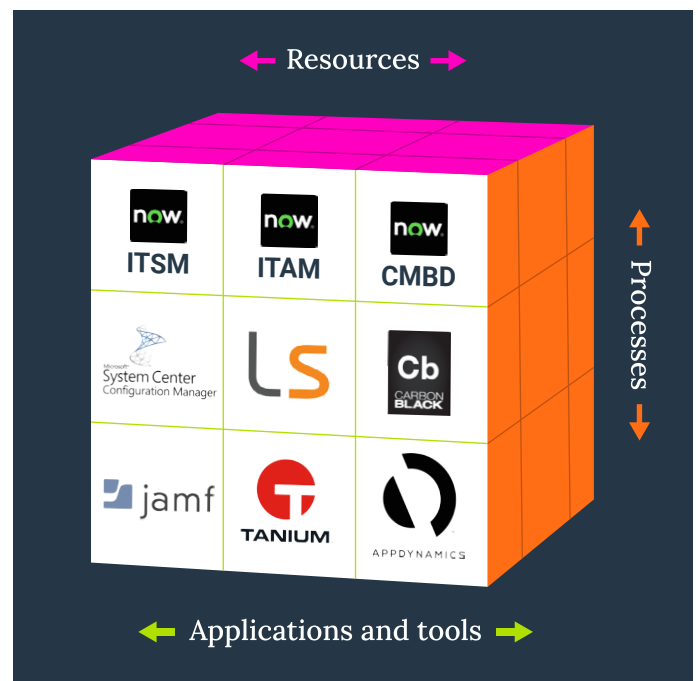 Resources
now.
now.
now.
ITSM
ITAM
CMBD
Microsoft
System Center
Configuration Manager
LS
Cb
CARBON
BLACK
Processes
jamf
T
TANIUM
APPDYNAMICS
Applications and tools